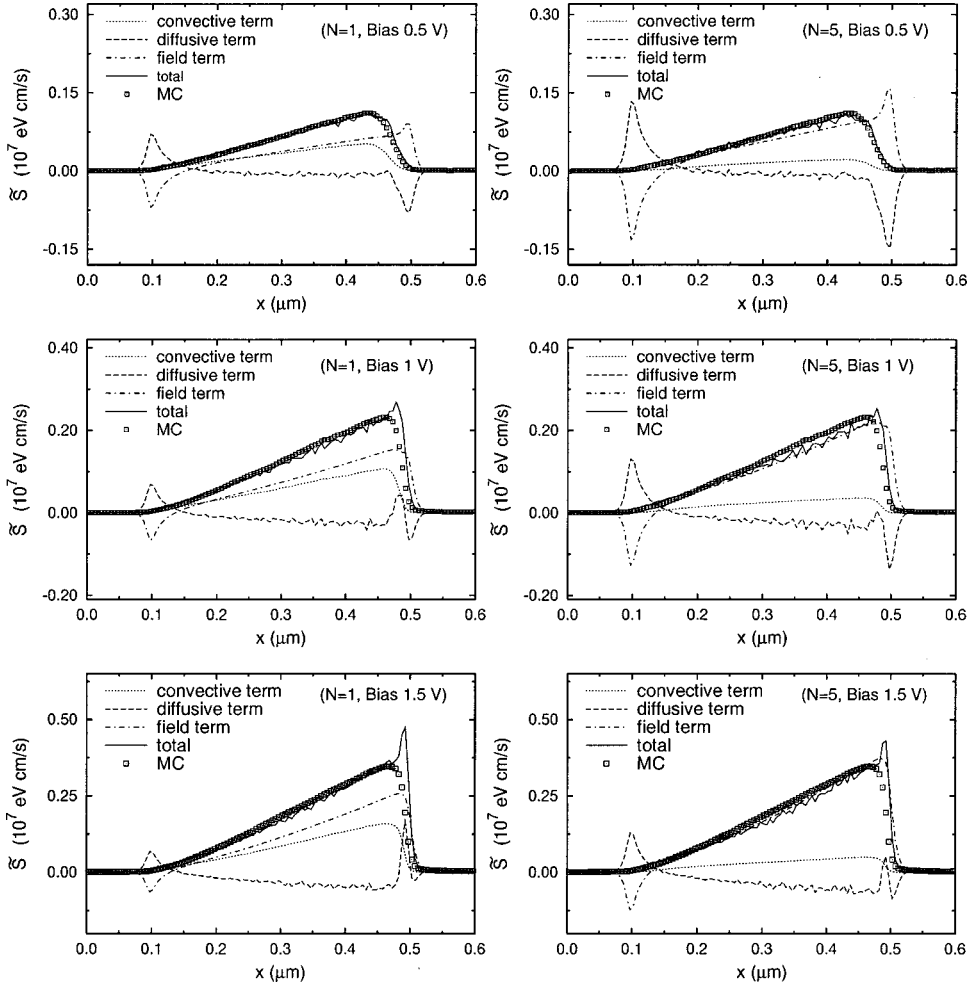 0.30
0.15
0.00
-0.15
S̃ (10⁷ eV cm/s)
convective term
diffusive term
field term
total
MC
(N=1, Bias 0.5 V)
0.0 0.1 0.2 0.3 0.4 0.5 0.6
x (μm)
0.30
0.15
0.00
-0.15
S̃ (10⁷ eV cm/s)
convective term
diffusive term
field term
total
MC
(N=5, Bias 0.5 V)
0.0 0.1 0.2 0.3 0.4 0.5 0.6
x (μm)
0.40
0.20
0.00
-0.20
S̃ (10⁷ eV cm/s)
convective term
diffusive term
field term
total
MC
(N=1, Bias 1 V)
0.0 0.1 0.2 0.3 0.4 0.5 0.6
x (μm)
0.40
0.20
0.00
-0.20
S̃ (10⁷ eV cm/s)
convective term
diffusive term
field term
total
MC
(N=5, Bias 1 V)
0.0 0.1 0.2 0.3 0.4 0.5 0.6
x (μm)
0.50
0.25
0.00
S̃ (10⁷ eV cm/s)
convective term
diffusive term
field term
total
MC
(N=1, Bias 1.5 V)
0.0 0.1 0.2 0.3 0.4 0.5 0.6
x (μm)
0.50
0.25
0.00
S̃ (10⁷ eV cm/s)
convective term
diffusive term
field term
total
MC
(N=5, Bias 1.5 V)
0.0 0.1 0.2 0.3 0.4 0.5 0.6
x (μm)